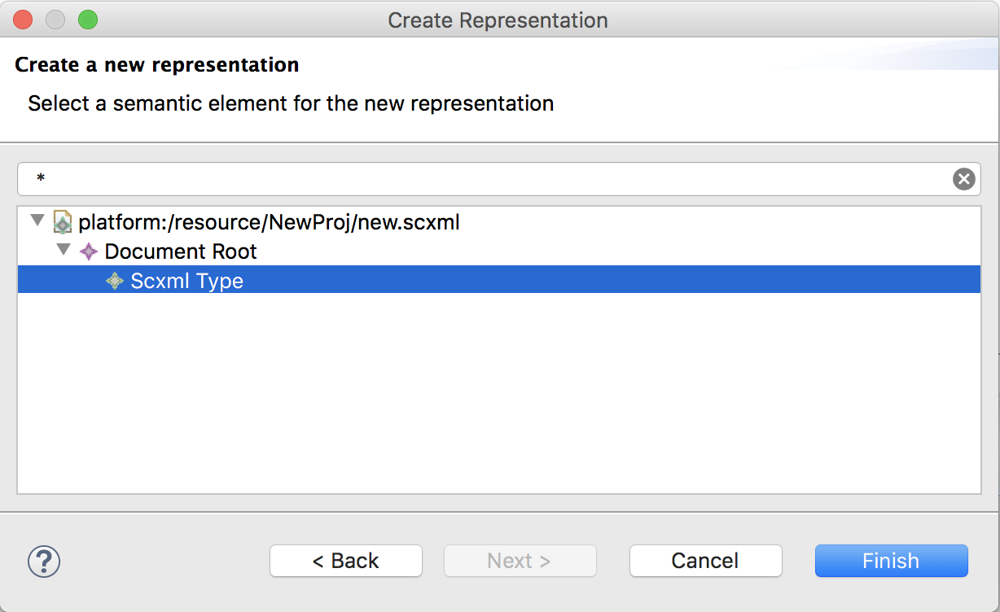 Create Representation
Create a new representation
Select a semantic element for the new representation
*
platform:/resource/NewProj/new.scxml
Document Root
Scxml Type
?
< Back
Next >
Cancel
Finish